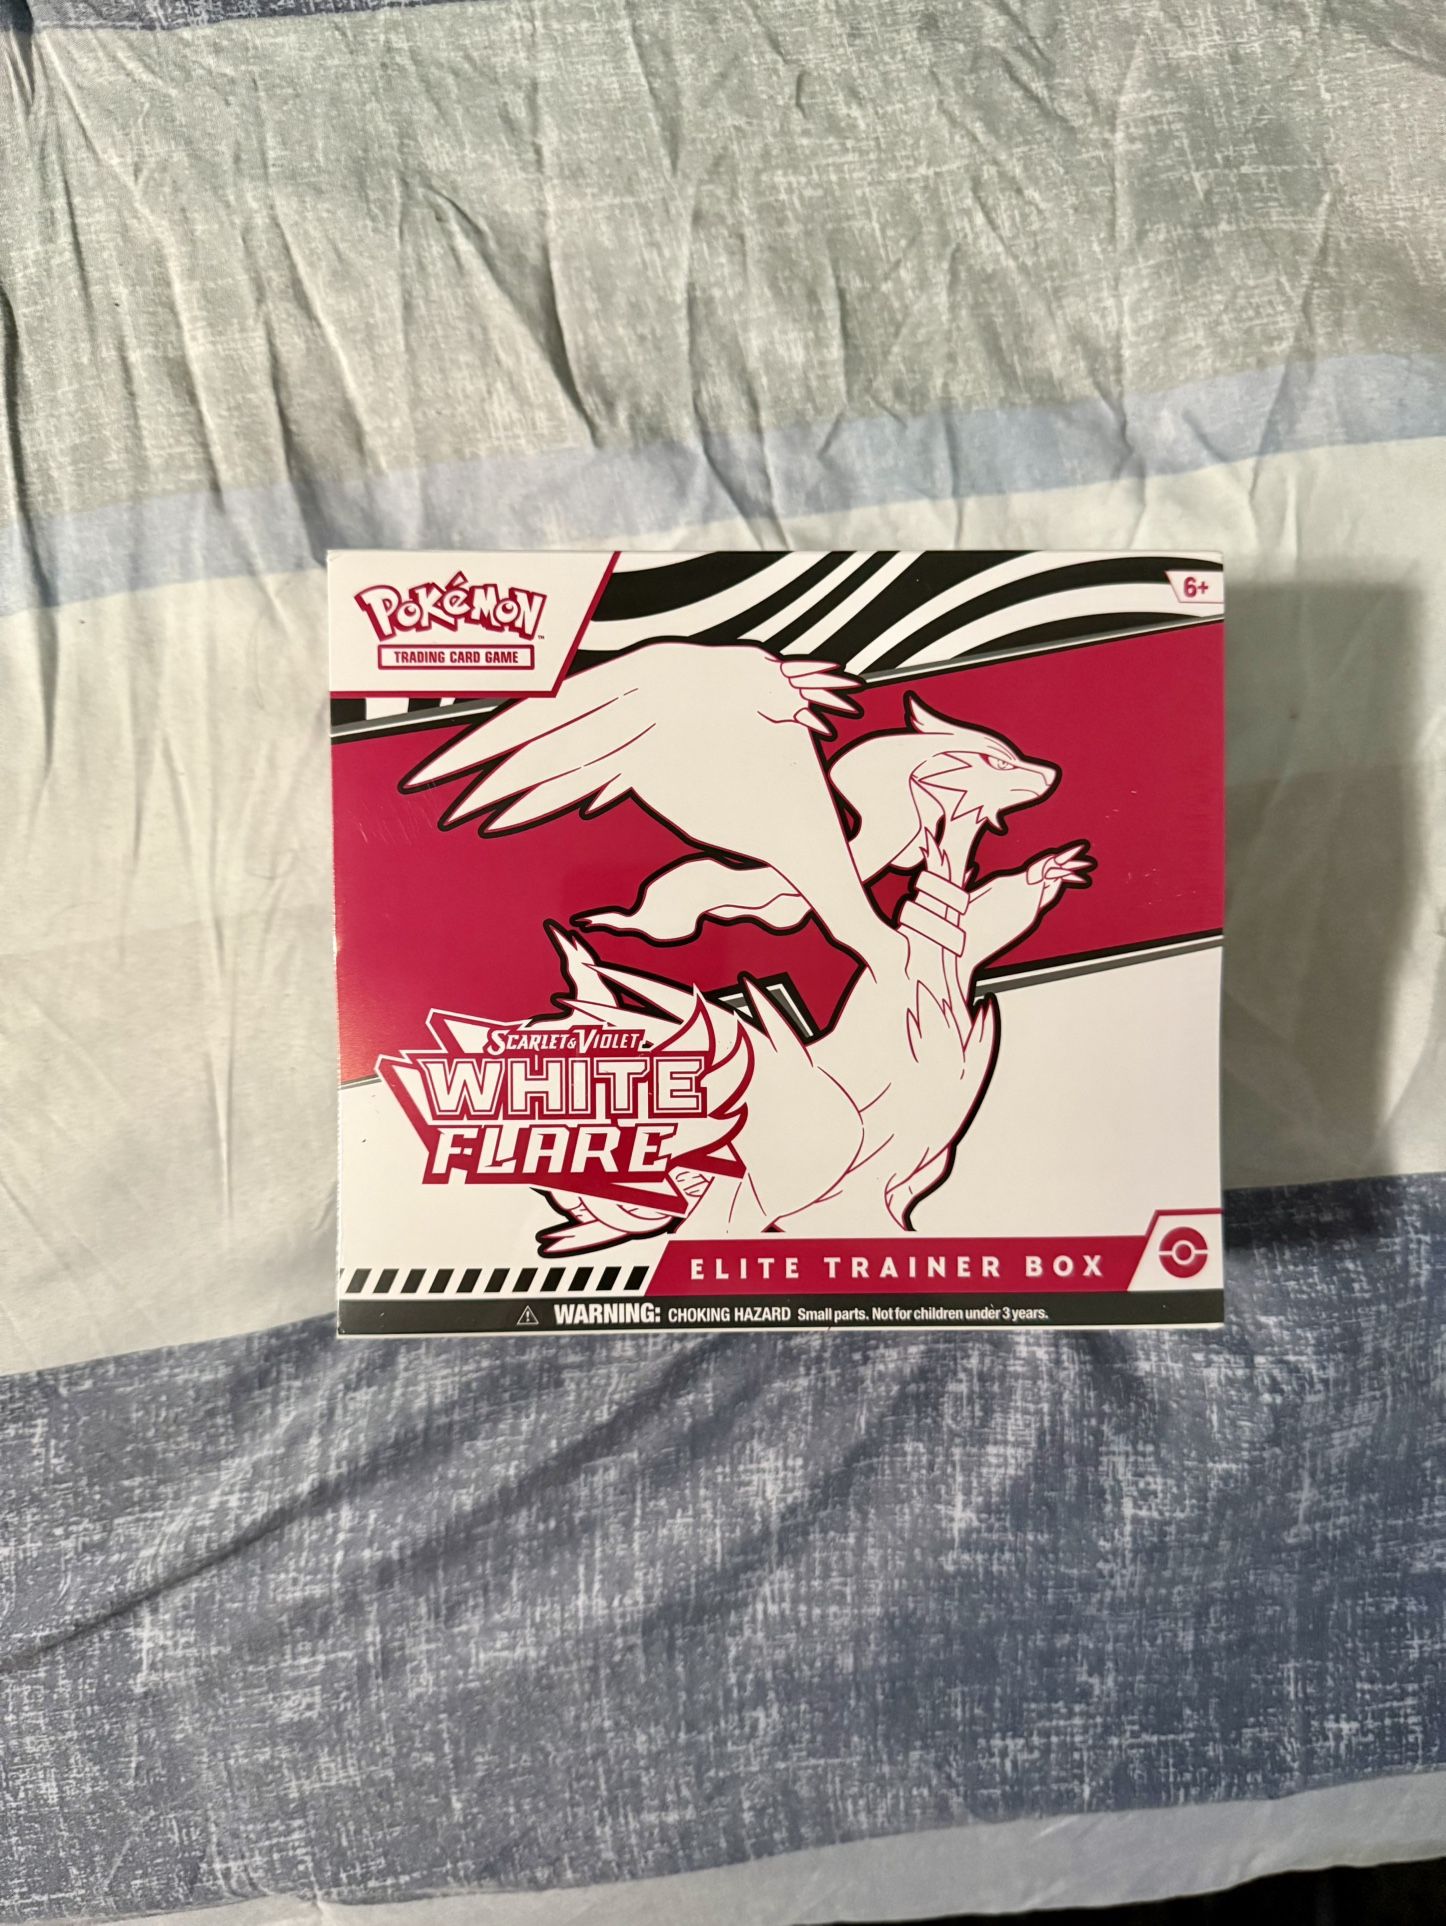 POKéMON™
TRADING CARD GAME
6+
SCARLET & VIOLET
WHITE
FLARE
ELITE TRAINER BOX
⚠ WARNING: CHOKING HAZARD Small parts. Not for children under 3 years.